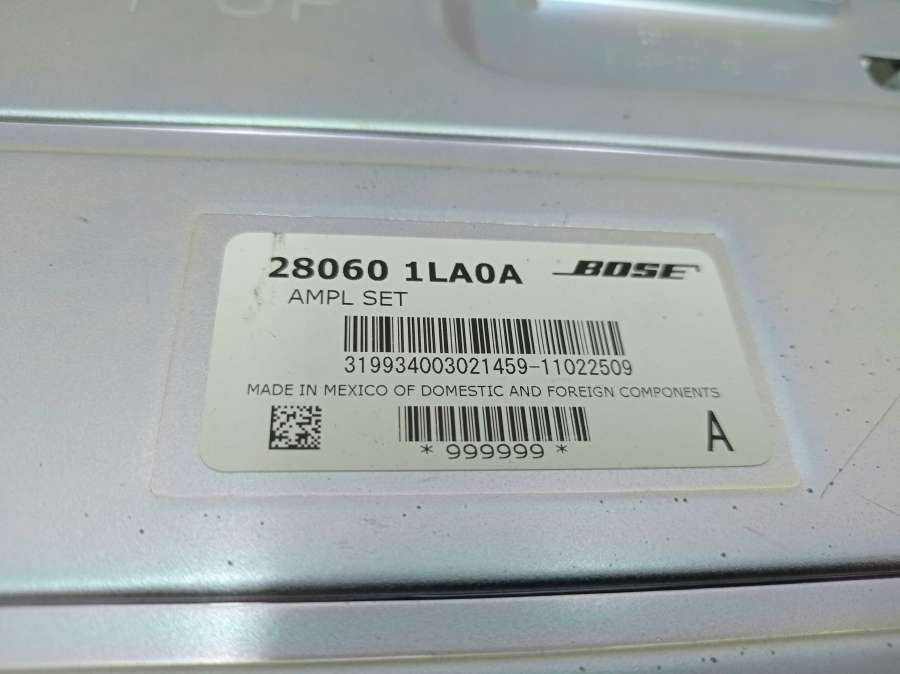 28060 1LA0A BOSE
AMPL SET
319934003021459-11022509
MADE IN MEXICO OF DOMESTIC AND FOREIGN COMPONENTS
*999999*
A